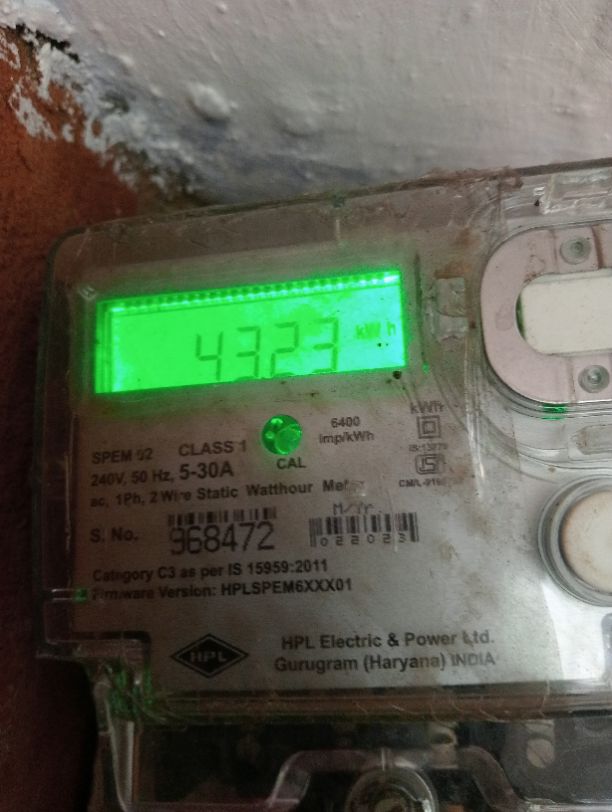 4323 kWh
SPEM 02 CLASS 1
240V, 50 Hz, 5-30A
CAL
6400
imp/kWh
kWh
ac, 1Ph, 2 Wire Static Watthour
S. No. 968472
M/Yr.
022023
Category C3 as per IS 15959:2011
Firmware Version: HPLSPEM6XXX01
HPL
HPL Electric & Power Ltd.
Gurugram (Haryana) INDIA